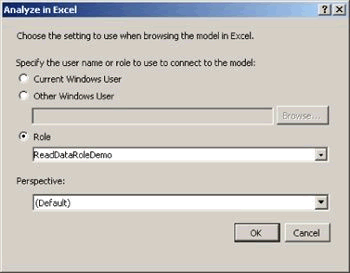 Analyze in Excel
Choose the setting to use when browsing the model in Excel.
Specify the user name or role to use to connect to the model:
Current Windows User
Other Windows User
Browse...
Role
ReadDataRoleDemo
Perspective:
(Default)
OK Cancel